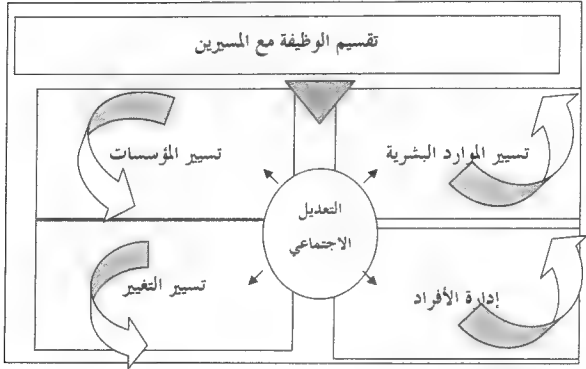 تقسيم الوظيفة مع المسيرين
تسيير الموارد البشرية
تسيير المؤسسات
التعديل
الاجتماعي
إدارة الأفراد
تسيير التغيير